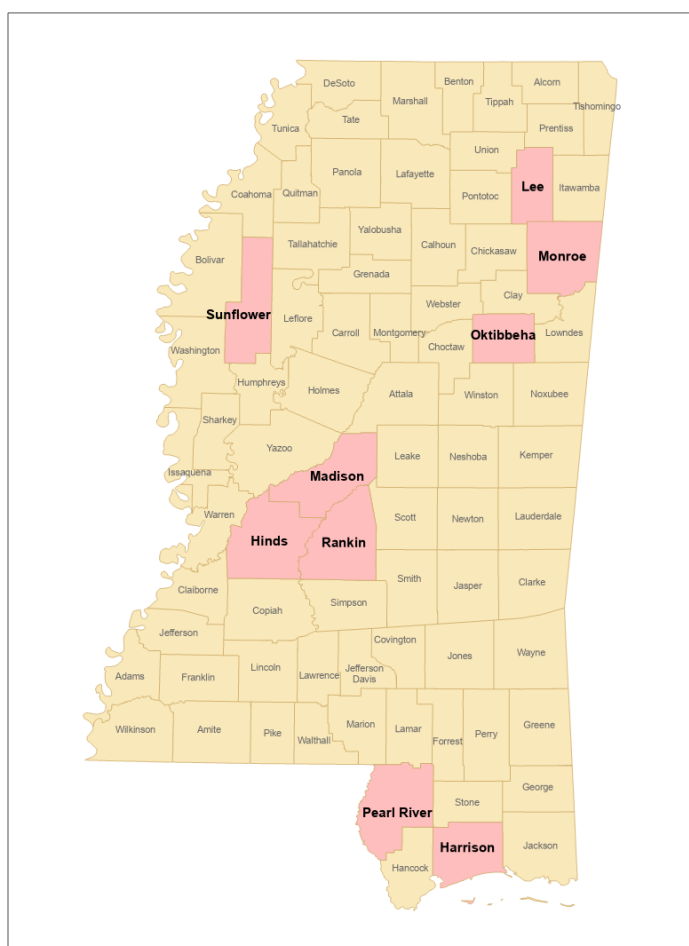 DeSoto
Benton
Alcorn
Marshall
Tippah
Tishomingo
Tunica
Tate
Prentiss
Union
Panola
Lafayette
Lee
Itawamba
Coahoma
Quitman
Pontotoc
Yalobusha
Tallahatchie
Calhoun
Chickasaw
Monroe
Bolivar
Grenada
Clay
Webster
Sunflower
Leflore
Carroll
Montgomery
Oktibbeha
Lowndes
Choctaw
Washington
Humphreys
Holmes
Attala
Winston
Noxubee
Sharkey
Yazoo
Leake
Neshoba
Kemper
Issaquena
Madison
Warren
Scott
Newton
Lauderdale
Hinds
Rankin
Claiborne
Smith
Jasper
Clarke
Copiah
Simpson
Jefferson
Covington
Jones
Wayne
Adams
Franklin
Lincoln
Lawrence
Jefferson
Davis
Wilkinson
Amite
Pike
Walthall
Marion
Lamar
Forrest
Perry
Greene
George
Stone
Pearl River
Hancock
Harrison
Jackson